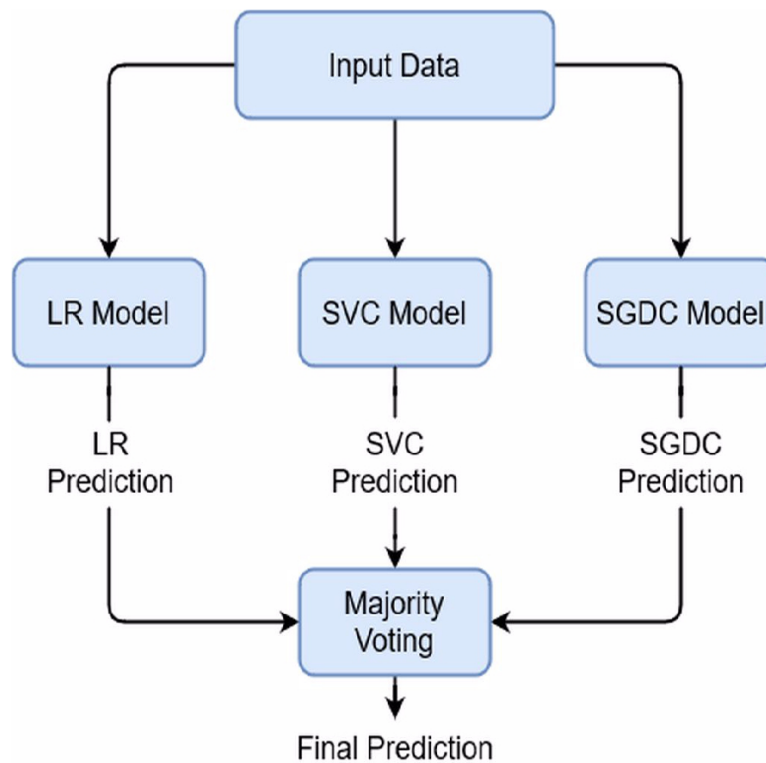 Input Data
LR Model
SVC Model
SGDC Model
LR
Prediction
SVC
Prediction
SGDC
Prediction
Majority
Voting
Final Prediction